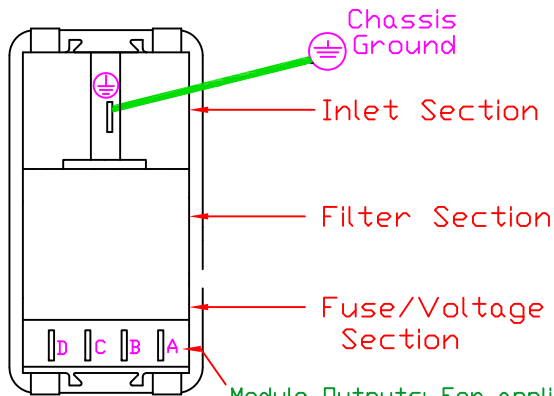 Chassis
Ground
Inlet Section
Filter Section
Fuse/Voltage
Section
D C B A
Module Outputs: For appli